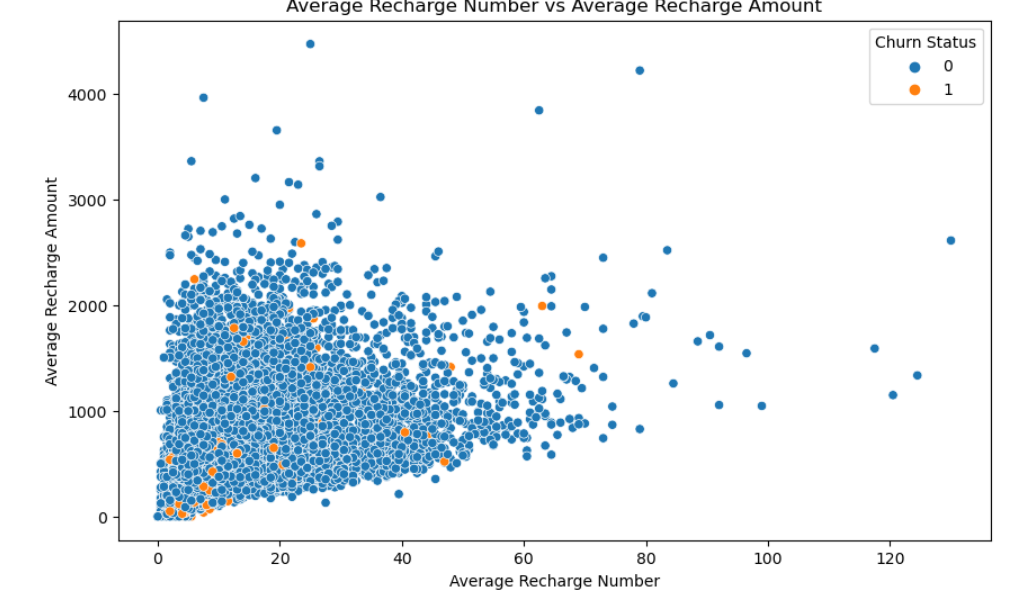 Average Recharge Number vs Average Recharge Amount
Churn Status
0
1
Average Recharge Amount
4000
3000
2000
1000
0
0 20 40 60 80 100 120
Average Recharge Number